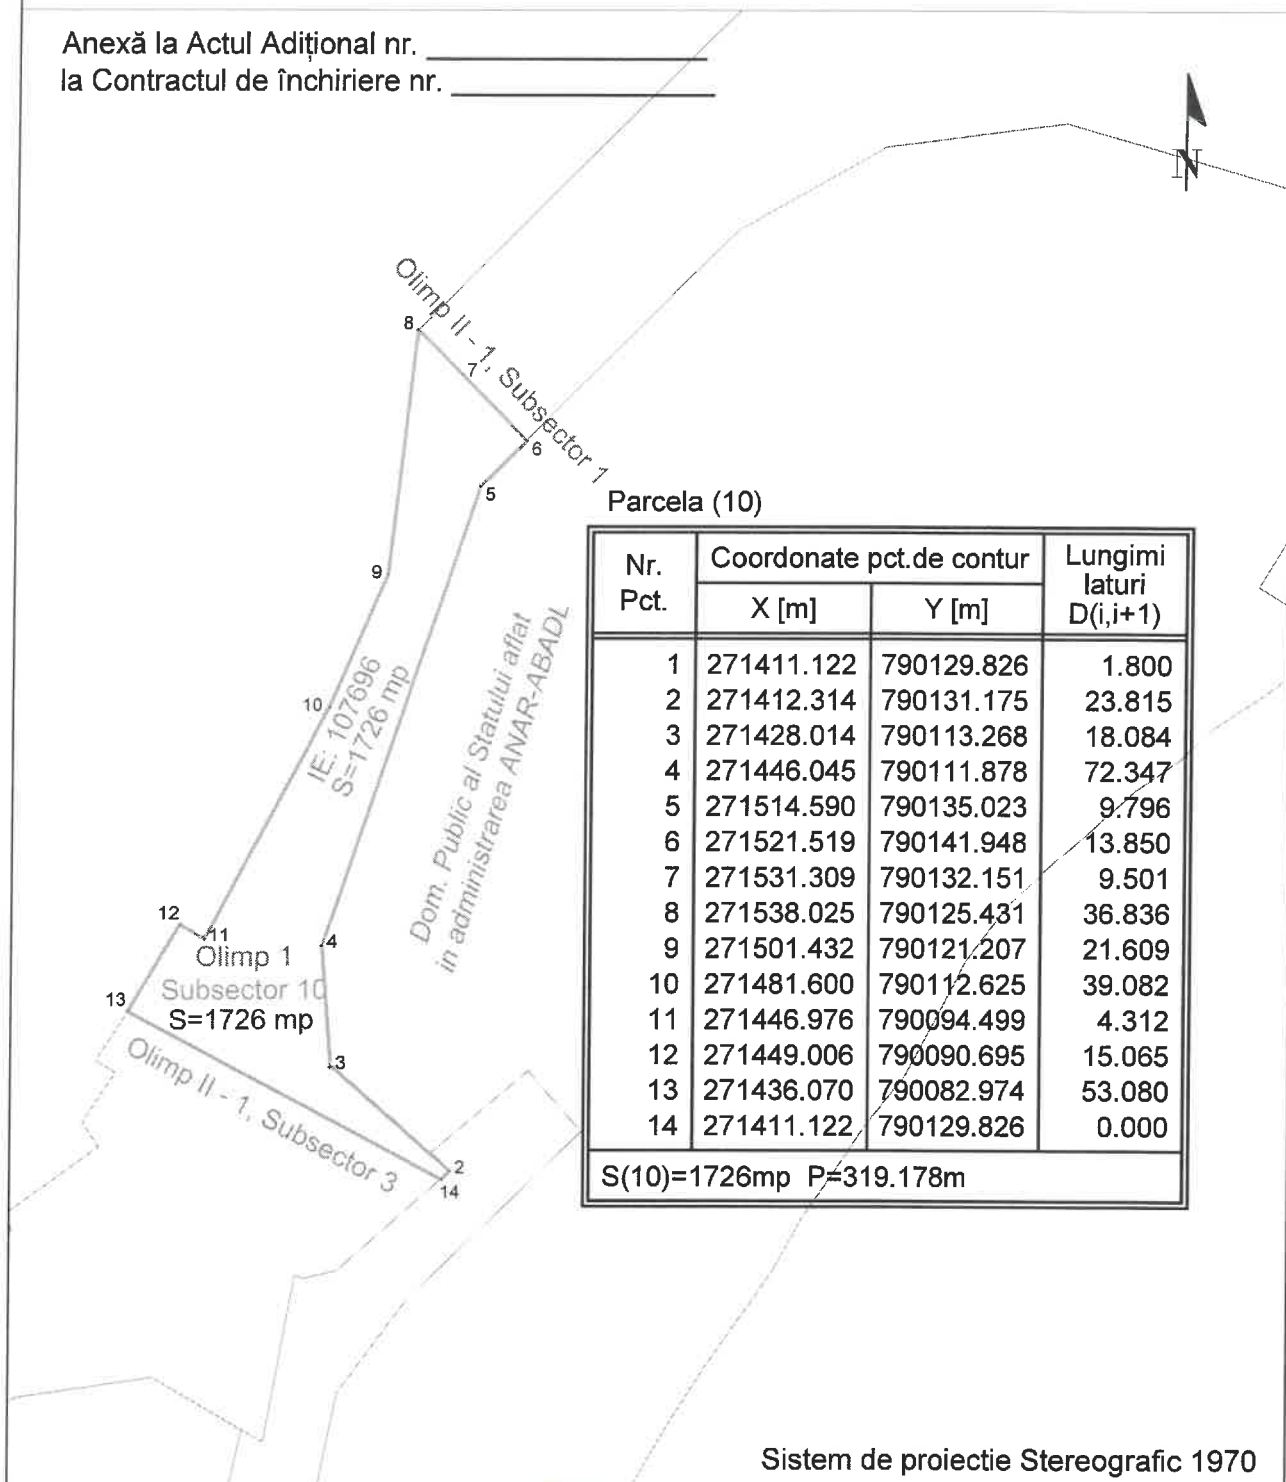 Anexă la Actul Adițional nr.
la Contractul de închiriere nr.
N
Olimp II - 1, Subsector 1
8
7
6
5
9
10
IE: 107696
S=1726 mp
Dom. Public al Statului aflat
in administrarea ANAR-ABADL
12
11
4
Olimp 1
Subsector 10
S=1726 mp
13
3
Olimp II - 1, Subsector 3
2
14
Parcela (10)
Nr. Pct. Coordonate pct.de contur Lungimi laturi D(i,i+1)
X [m] Y [m]
1 271411.122 790129.826 1.800
2 271412.314 790131.175 23.815
3 271428.014 790113.268 18.084
4 271446.045 790111.878 72.347
5 271514.590 790135.023 9.796
6 271521.519 790141.948 13.850
7 271531.309 790132.151 9.501
8 271538.025 790125.431 36.836
9 271501.432 790121.207 21.609
10 271481.600 790112.625 39.082
11 271446.976 790094.499 4.312
12 271449.006 790090.695 15.065
13 271436.070 790082.974 53.080
14 271411.122 790129.826 0.000
S(10)=1726mp P=319.178m
Sistem de proiectie Stereografic 1970